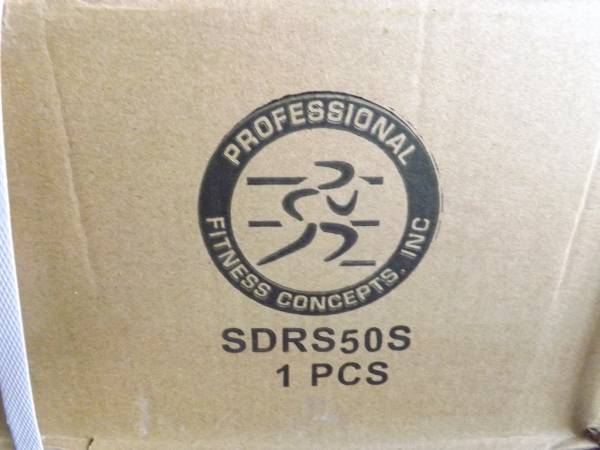 PROFESSIONAL
FITNESS CONCEPTS, INC
SDRS50S
1 PCS